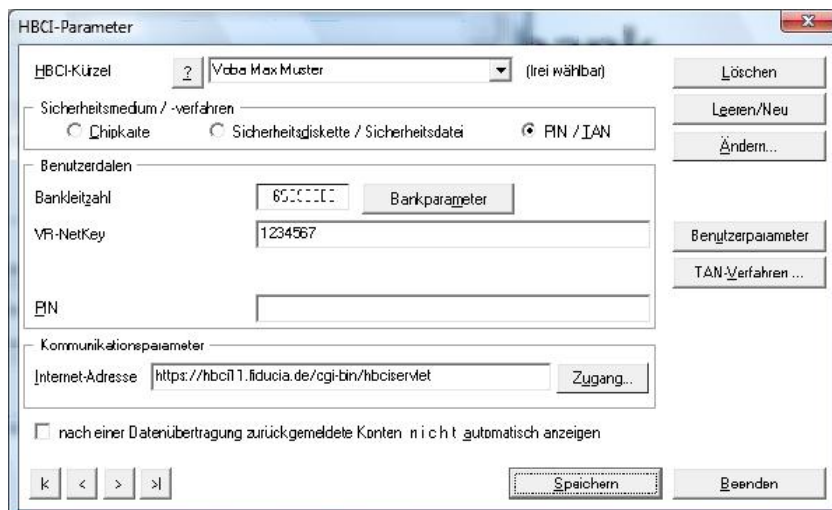 HBCI-Parameter
HBCI-Kürzel ? Voba Max Muster (frei wählbar)
Löschen
Sicherheitsmedium / -verfahren
Leeren/Neu
Chipkarte Sicherheitsdiskette / Sicherheitsdatei PIN / TAN
Ändern...
Benutzerdaten
Bankleitzahl Bankparameter
VR-NetKey 1234567
Benutzerparameter
TAN-Verfahren ...
PIN
Kommunikationsparameter
Internet-Adresse https://hbci11.fiducia.de/cgi-bin/hbciservlet Zugang...
nach einer Datenübertragung zurückgemeldete Konten n i c h t automatisch anzeigen
|< < > >| Speichern Beenden